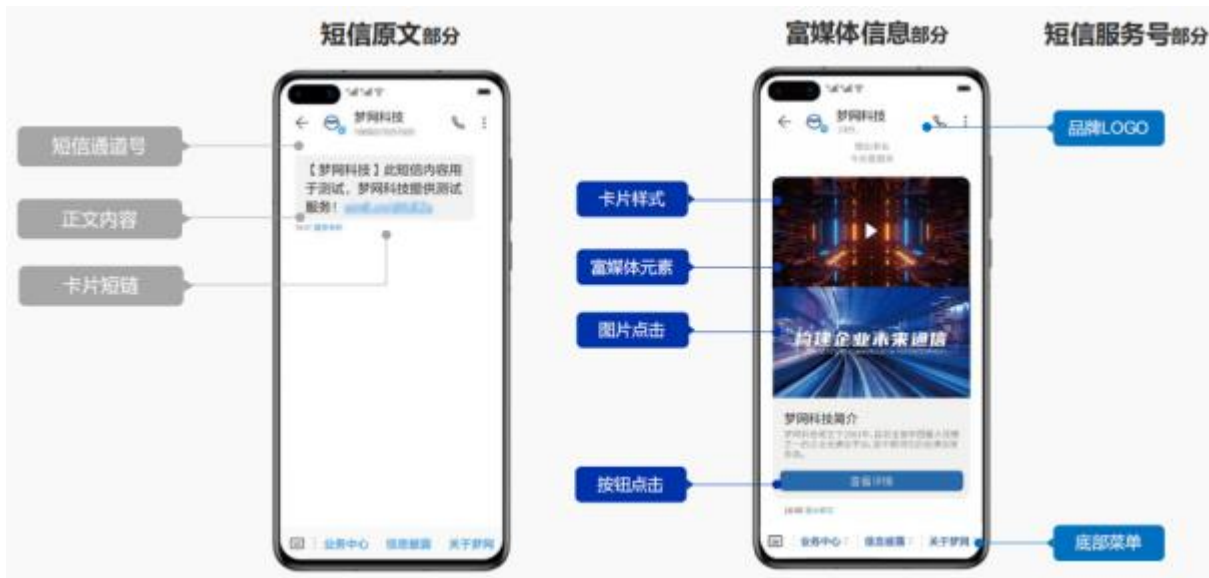 短信原文部分
富媒体信息部分
短信服务号部分
短信通道号
正文内容
卡片短链
梦网科技
【梦网科技】此短信内容用
于测试，梦网科技提供测试
服务！
业务中心 信息披露 关于梦网
卡片样式
富媒体元素
图片点击
按钮点击
梦网科技
构建企业未来通信
梦网科技简介
查看详情
业务中心 信息披露 关于梦网
品牌LOGO
底部菜单